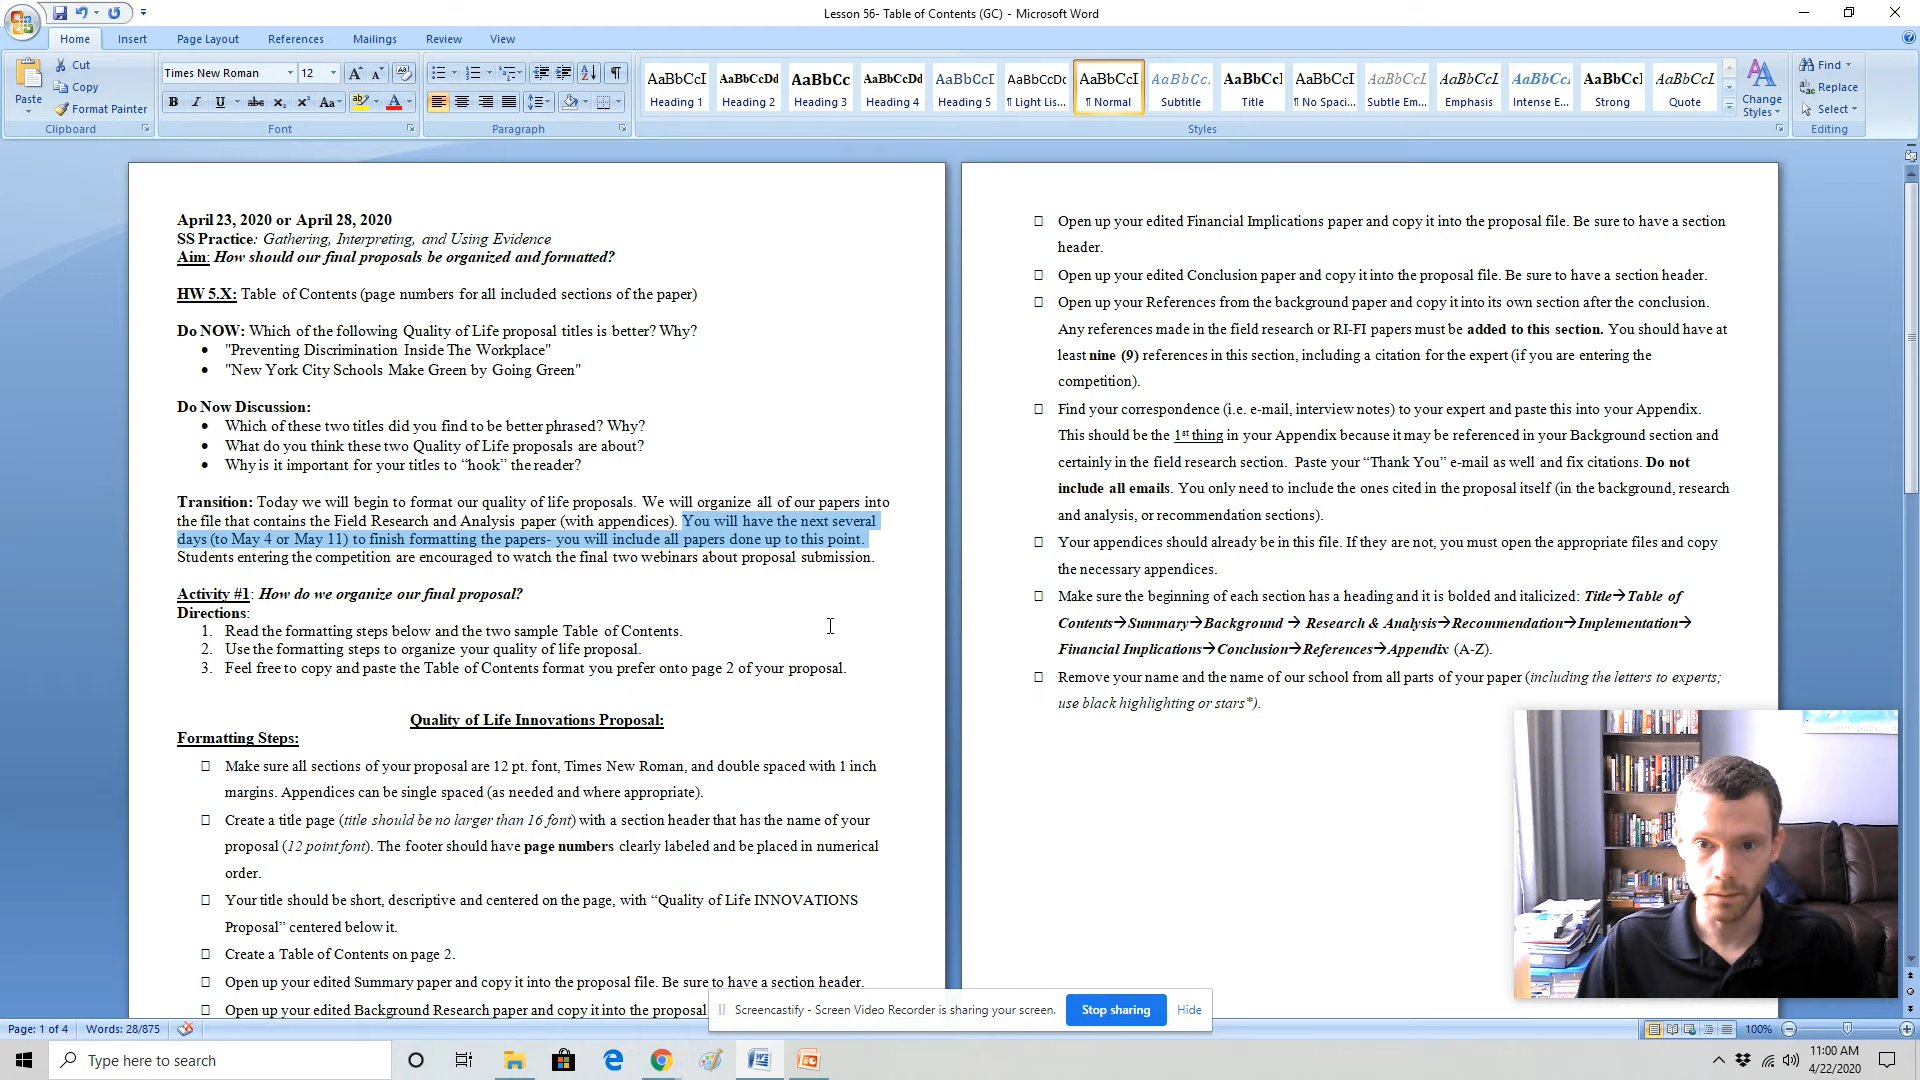 Lesson 56- Table of Contents (GC) - Microsoft Word
Home Insert Page Layout References Mailings Review View
Paste
Cut
Copy
Format Painter
Clipboard
Times New Roman 12
Font
Paragraph
AaBbCcI AaBbCcDd AaBbCc AaBbCcDd AaBbCcI AaBbCcDc AaBbCcI AaBbCc. AaBbCcI AaBbCcI AaBbCcL AaBbCcL AaBbCcL AaBbCcI AaBbCcL
Heading 1 Heading 2 Heading 3 Heading 4 Heading 5 ¶ Light Lis... ¶ Normal Subtitle Title ¶ No Spaci... Subtle Em... Emphasis Intense E... Strong Quote
Styles
Change
Styles
Find
Replace
Select
Editing
April 23, 2020 or April 28, 2020
SS Practice: Gathering, Interpreting, and Using Evidence
Aim: How should our final proposals be organized and formatted?
HW 5.X: Table of Contents (page numbers for all included sections of the paper)
Do NOW: Which of the following Quality of Life proposal titles is better? Why?
• "Preventing Discrimination Inside The Workplace"
• "New York City Schools Make Green by Going Green"
Do Now Discussion:
• Which of these two titles did you find to be better phrased? Why?
• What do you think these two Quality of Life proposals are about?
• Why is it important for your titles to “hook” the reader?
Transition: Today we will begin to format our quality of life proposals. We will organize all of our papers into
the file that contains the Field Research and Analysis paper (with appendices). You will have the next several
days (to May 4 or May 11) to finish formatting the papers- you will include all papers done up to this point.
Students entering the competition are encouraged to watch the final two webinars about proposal submission.
Activity #1: How do we organize our final proposal?
Directions:
1. Read the formatting steps below and the two sample Table of Contents.
2. Use the formatting steps to organize your quality of life proposal.
3. Feel free to copy and paste the Table of Contents format you prefer onto page 2 of your proposal.
Quality of Life Innovations Proposal:
Formatting Steps:
☐ Make sure all sections of your proposal are 12 pt. font, Times New Roman, and double spaced with 1 inch
margins. Appendices can be single spaced (as needed and where appropriate).
☐ Create a title page (title should be no larger than 16 font) with a section header that has the name of your
proposal (12 point font). The footer should have page numbers clearly labeled and be placed in numerical
order.
☐ Your title should be short, descriptive and centered on the page, with “Quality of Life INNOVATIONS
Proposal” centered below it.
☐ Create a Table of Contents on page 2.
☐ Open up your edited Summary paper and copy it into the proposal file. Be sure to have a section header.
☐ Open up your edited Background Research paper and copy it into the proposal
☐ Open up your edited Financial Implications paper and copy it into the proposal file. Be sure to have a section
header.
☐ Open up your edited Conclusion paper and copy it into the proposal file. Be sure to have a section header.
☐ Open up your References from the background paper and copy it into its own section after the conclusion.
Any references made in the field research or RI-FI papers must be added to this section. You should have at
least nine (9) references in this section, including a citation for the expert (if you are entering the
competition).
☐ Find your correspondence (i.e. e-mail, interview notes) to your expert and paste this into your Appendix.
This should be the 1st thing in your Appendix because it may be referenced in your Background section and
certainly in the field research section. Paste your “Thank You” e-mail as well and fix citations. Do not
include all emails. You only need to include the ones cited in the proposal itself (in the background, research
and analysis, or recommendation sections).
☐ Your appendices should already be in this file. If they are not, you must open the appropriate files and copy
the necessary appendices.
☐ Make sure the beginning of each section has a heading and it is bolded and italicized: Title→Table of
Contents→Summary→Background → Research & Analysis→Recommendation→Implementation→
Financial Implications→Conclusion→References→Appendix (A-Z).
☐ Remove your name and the name of our school from all parts of your paper (including the letters to experts;
use black highlighting or stars*).
Screencastify - Screen Video Recorder is sharing your screen. Stop sharing Hide
Page: 1 of 4 Words: 28/875 100%
Type here to search
11:00 AM
4/22/2020